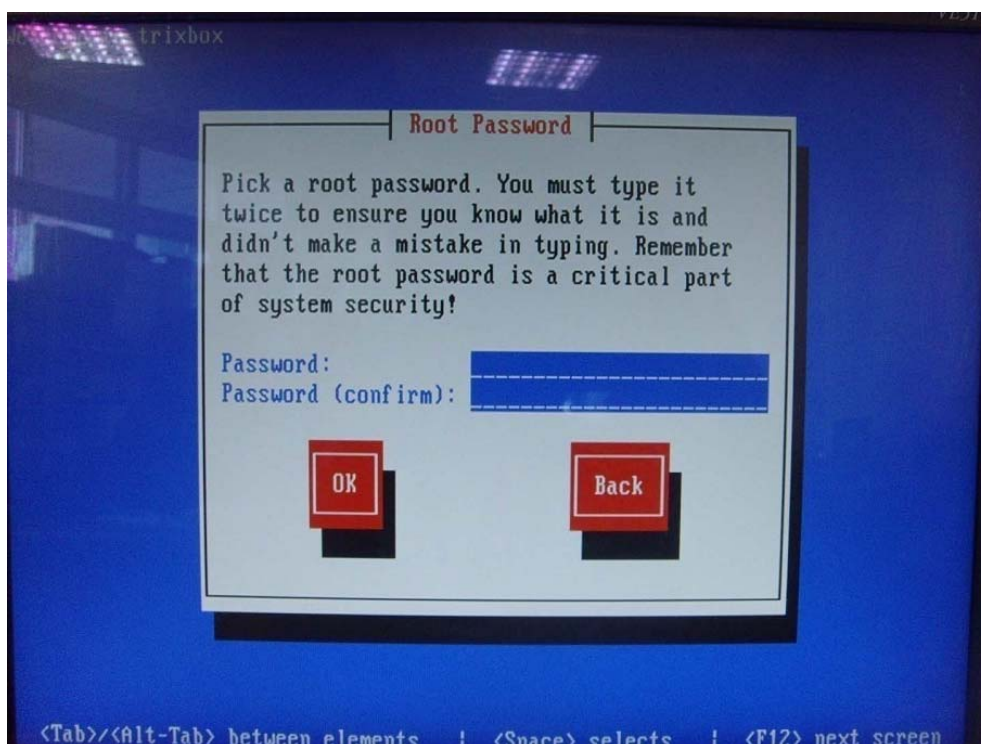 trixbox
Root Password
Pick a root password. You must type it
twice to ensure you know what it is and
didn't make a mistake in typing. Remember
that the root password is a critical part
of system security!
Password:
Password (confirm):
OK Back
<Tab>/<Alt-Tab> between elements | <Space> selects | <F12> next screen